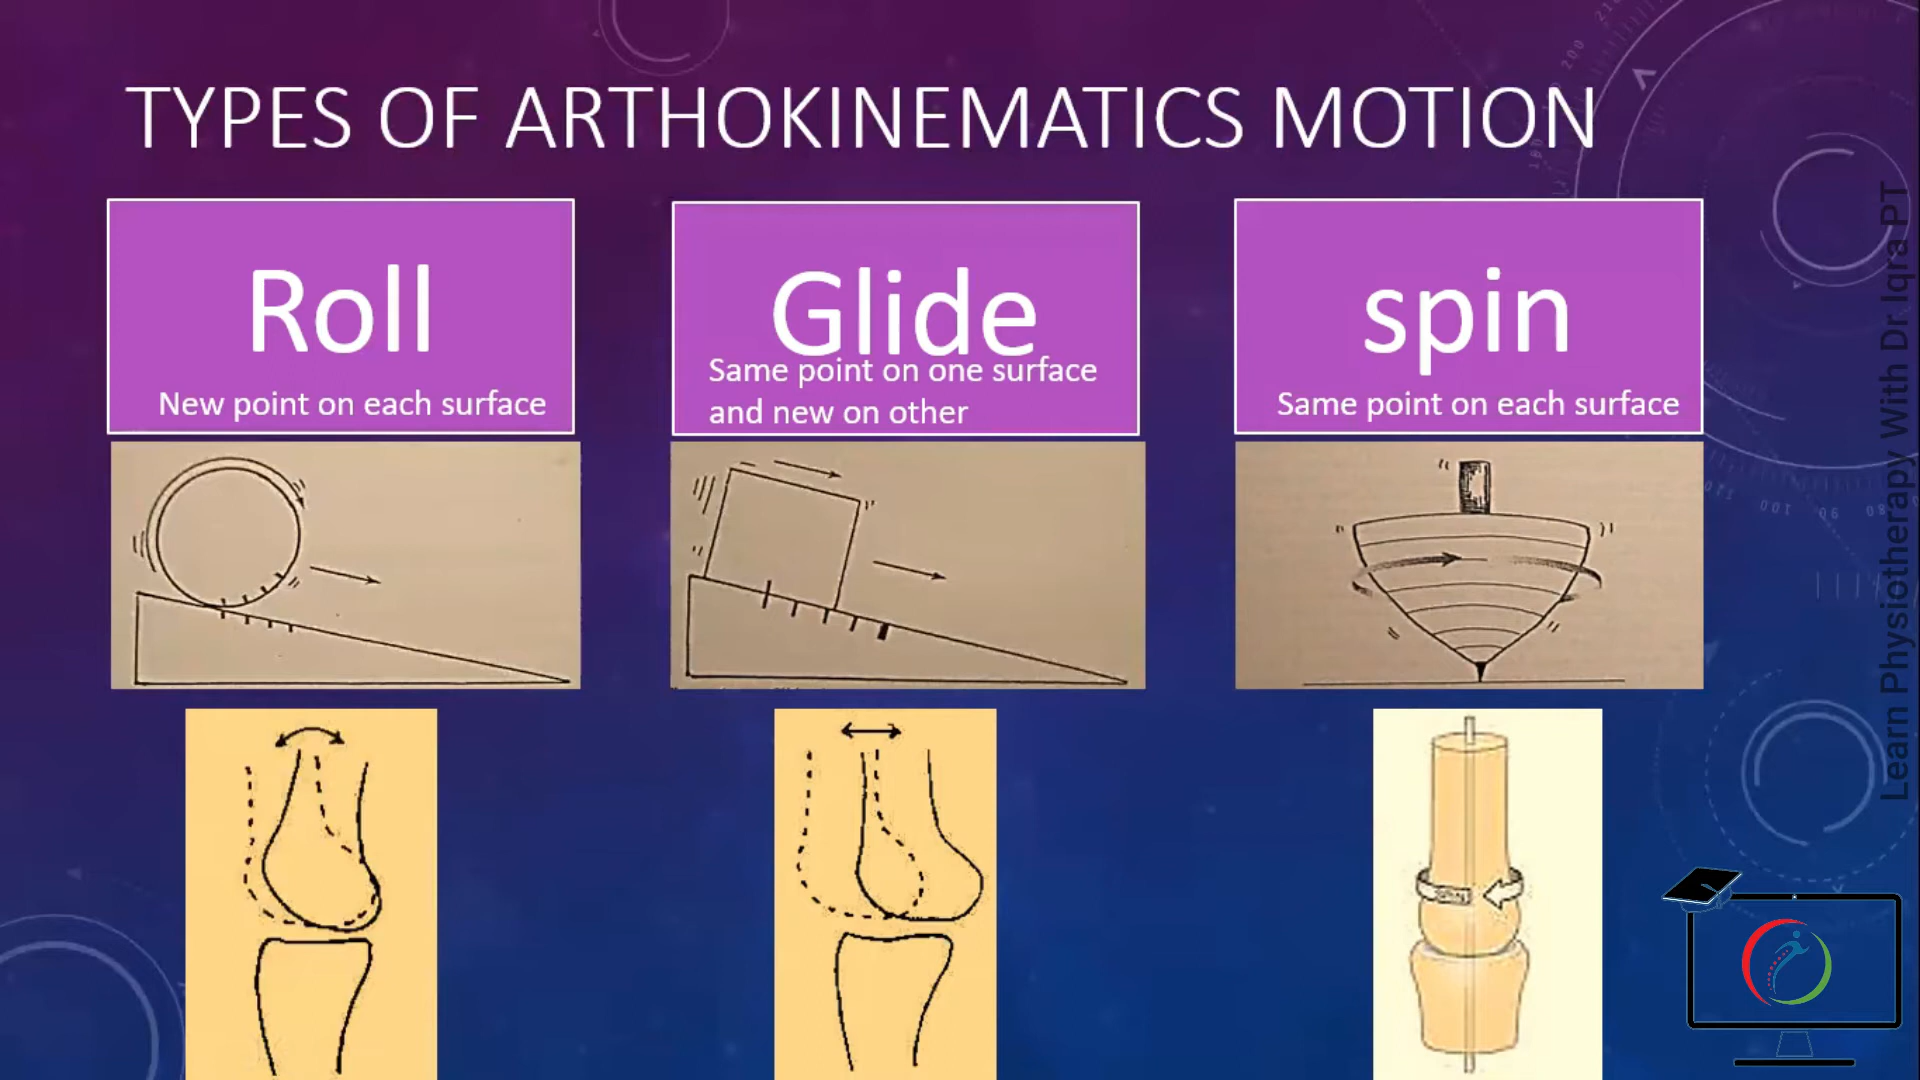 TYPES OF ARTHOKINEMATICS MOTION
Roll
New point on each surface
Glide
Same point on one surface
and new on other
spin
Same point on each surface
Learn Physiotherapy With Dr Iqra PT